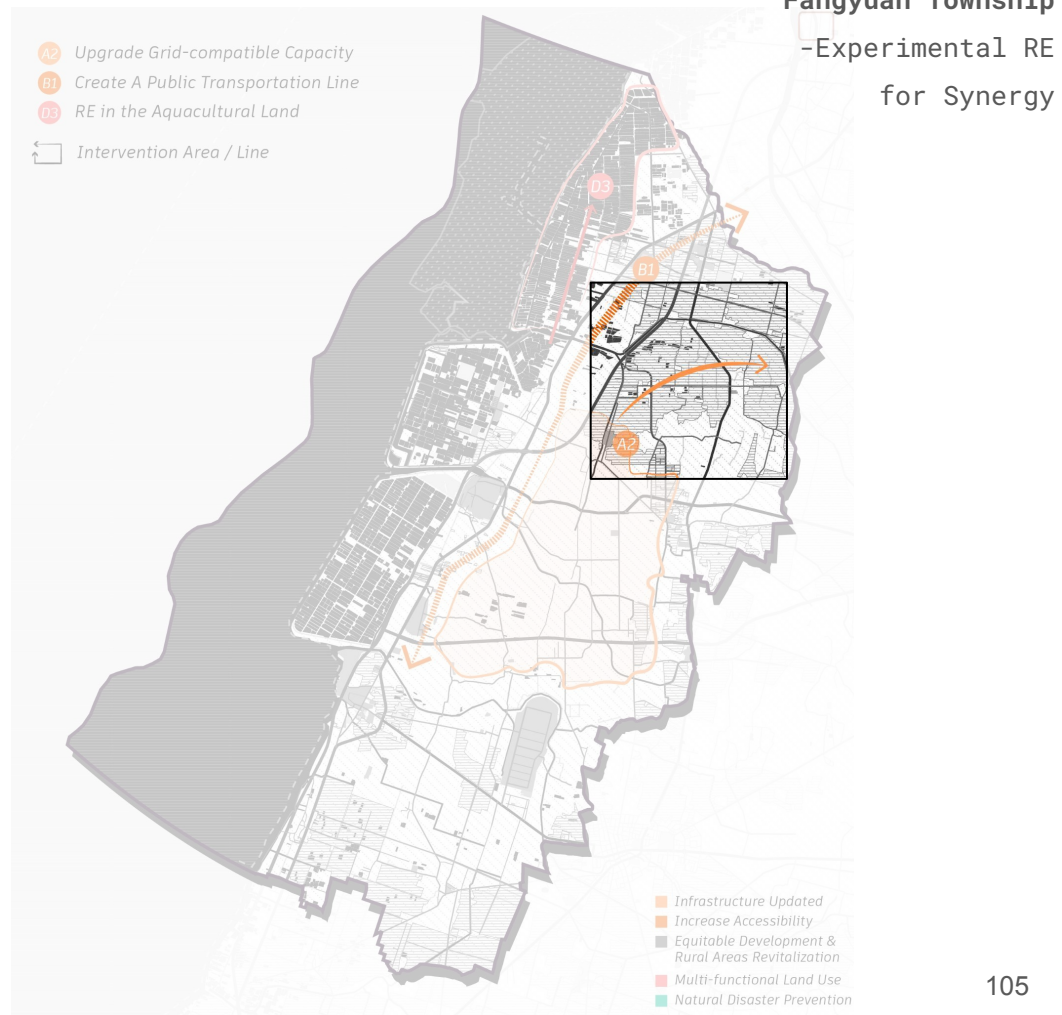 Fangyuan Township
-Experimental RE
for Synergy
A2 Upgrade Grid-compatible Capacity
B1 Create A Public Transportation Line
D3 RE in the Aquacultural Land
Intervention Area / Line
D3
B1
A2
Infrastructure Updated
Increase Accessibility
Equitable Development &
Rural Areas Revitalization
Multi-functional Land Use
Natural Disaster Prevention
105